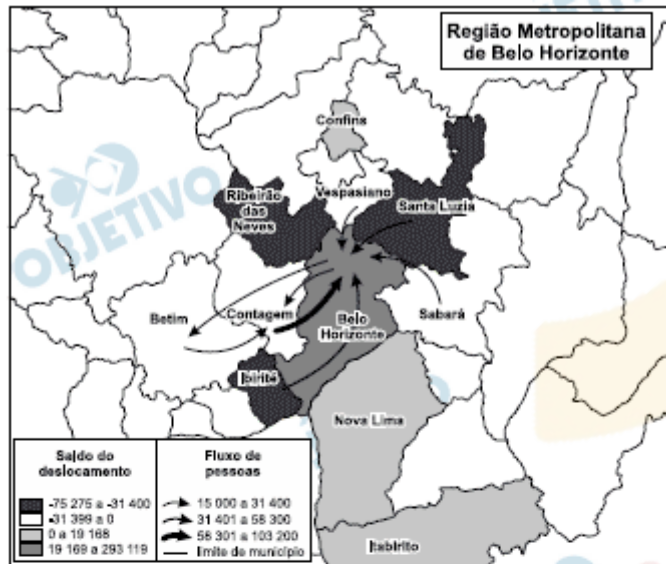 Região Metropolitana
de Belo Horizonte
Confins
Vespasiano
Ribeirão
das
Neves
Santa Luzia
Betim
Contagem
Belo
Horizonte
Sabará
Ibirité
Nova Lima
Itabirito
Saldo do
deslocamento
-75 275 a -31 400
-31 399 a 0
0 a 19 168
19 169 a 293 119
Fluxo de
pessoas
15 000 a 31 400
31 401 a 58 300
58 301 a 103 200
limite de município
OBJETIVO